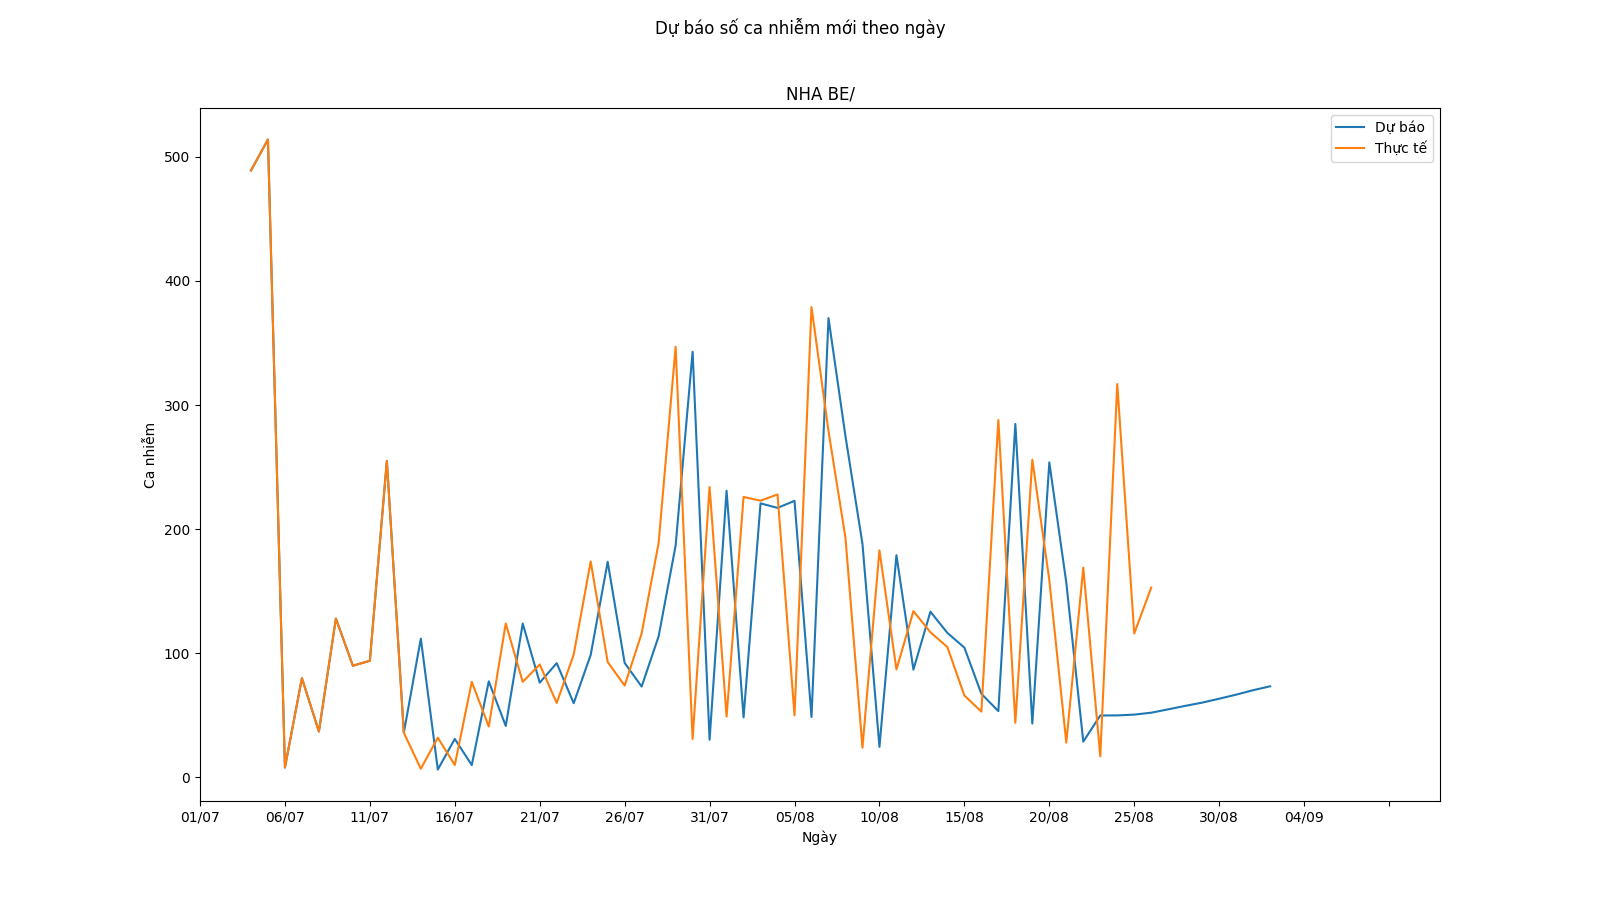 Dự báo số ca nhiễm mới theo ngày
NHA BE/
Dự báo
Thực tế
500
400
300
200
100
0
Ca nhiễm
01/07 06/07 11/07 16/07 21/07 26/07 31/07 05/08 10/08 15/08 20/08 25/08 30/08 04/09
Ngày